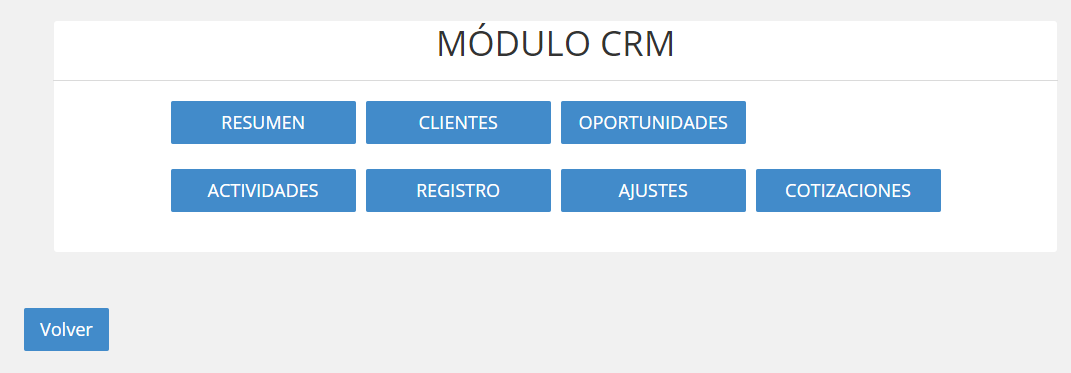 MÓDULO CRM
RESUMEN CLIENTES OPORTUNIDADES
ACTIVIDADES REGISTRO AJUSTES COTIZACIONES
Volver